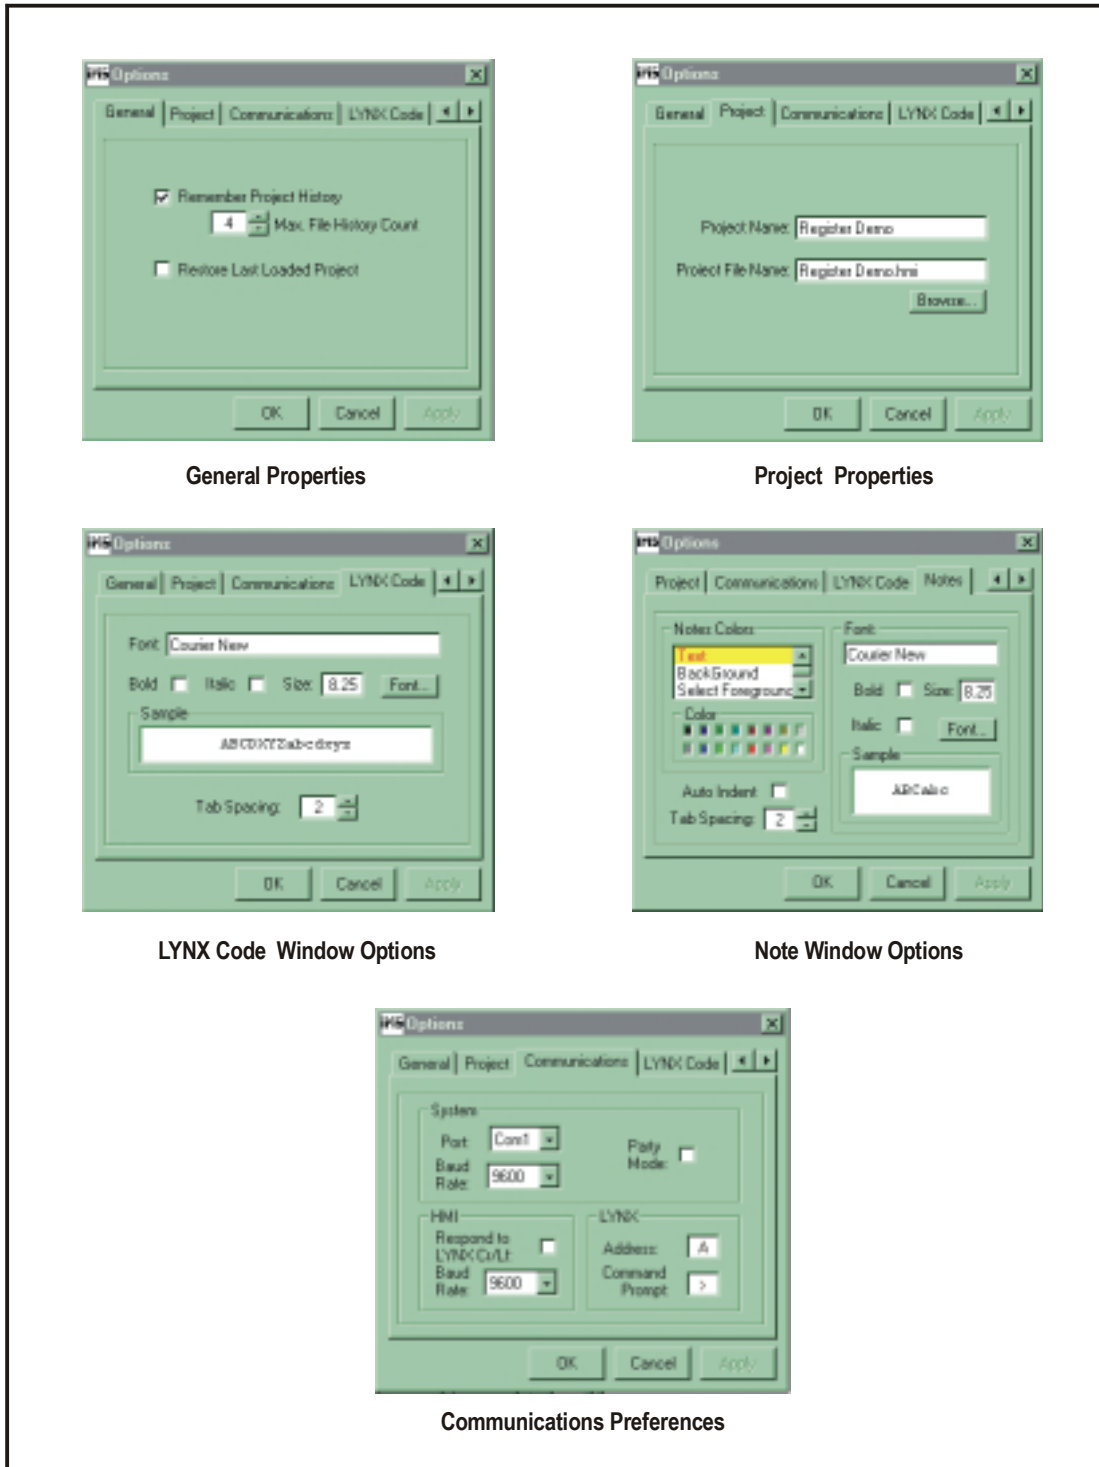 IMS Options
General Project Communications LYNX Code
Remember Project History
4 Max. File History Count
Restore Last Loaded Project
OK Cancel Apply
General Properties
IMS Options
General Project Communications LYNX Code
Project Name: Register Demo
Project File Name: Register Demo.hmi
Browse...
OK Cancel Apply
Project Properties
IMS Options
General Project Communications LYNX Code
Font: Courier New
Bold Italic Size: 8.25 Font...
Sample
ABCDXYZabcdxyz
Tab Spacing: 2
OK Cancel Apply
LYNX Code Window Options
IMS Options
Project Communications LYNX Code Notes
Notes Colors
Text
BackGround
Select Foreground
Color
Auto Indent
Tab Spacing: 2
Font:
Courier New
Bold Size: 8.25
Italic Font...
Sample
ABCabc
OK Cancel Apply
Note Window Options
IMS Options
General Project Communications LYNX Code
System
Port: Com1
Baud
Rate: 9600
Party
Mode:
HMI
Respond to
LYNX Cr/Lf:
Baud
Rate: 9600
LYNX
Address: A
Command
Prompt: >
OK Cancel Apply
Communications Preferences